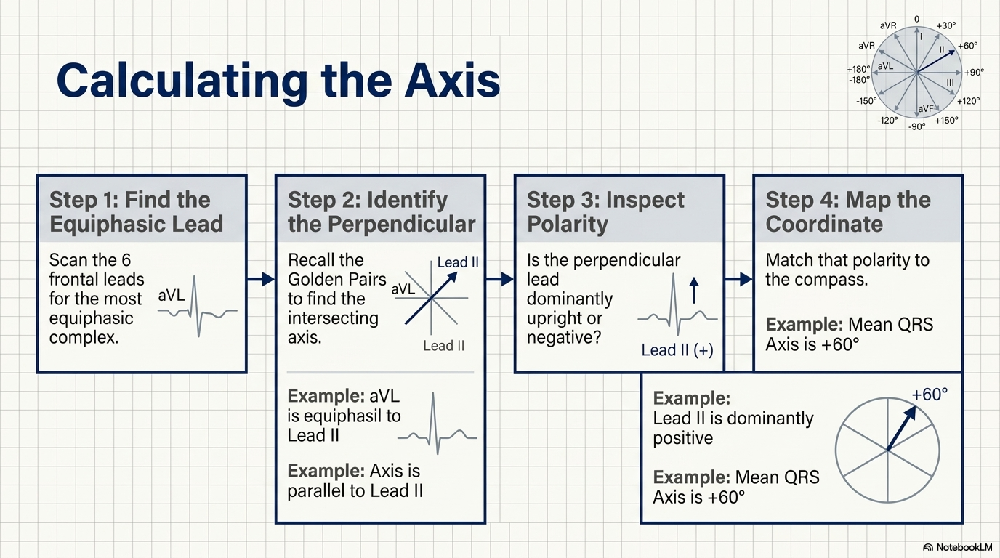 Calculating the Axis
0
aVR
+30°
I
aVR
II
+60°
aVL
+180°
-180°
+90°
III
-150°
+120°
aVF
-120°
+150°
-90°
Step 1: Find the
Equiphasic Lead
Scan the 6
frontal leads
for the most
equiphasic
complex.
aVL
Step 2: Identify
the Perpendicular
Recall the
Golden Pairs
to find the
intersecting
axis.
Lead II
aVL
Lead II
Example: aVL
is equiphasil to
Lead II
Example: Axis is
parallel to Lead II
Step 3: Inspect
Polarity
Is the perpendicular
lead
dominantly
upright or
negative?
Lead II (+)
Step 4: Map the
Coordinate
Match that polarity to
the compass.
Example: Mean QRS
Axis is +60°
Example:
Lead II is dominantly
positive
Example: Mean QRS
Axis is +60°
+60°
NotebookLM